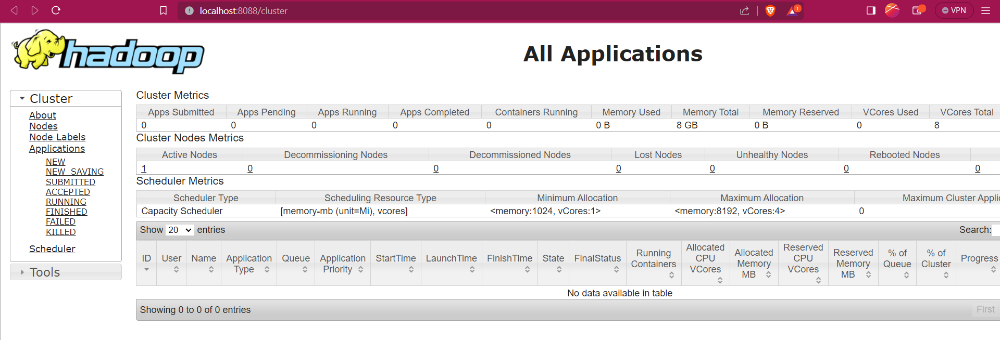 localhost:8088/cluster
1
VPN
hadoop
All Applications
Cluster
About
Nodes
Node Labels
Applications
NEW
NEW_SAVING
SUBMITTED
ACCEPTED
RUNNING
FINISHED
FAILED
KILLED
Scheduler
Tools
Cluster Metrics
Apps Submitted Apps Pending Apps Running Apps Completed Containers Running Memory Used Memory Total Memory Reserved VCores Used VCores Total
0 0 0 0 0 0 B 8 GB 0 B 0 8
Cluster Nodes Metrics
Active Nodes Decommissioning Nodes Decommissioned Nodes Lost Nodes Unhealthy Nodes Rebooted Nodes
1 0 0 0 0 0 0
Scheduler Metrics
Scheduler Type Scheduling Resource Type Minimum Allocation Maximum Allocation Maximum Cluster Applic
Capacity Scheduler [memory-mb (unit=Mi), vcores] <memory:1024, vCores:1> <memory:8192, vCores:4> 0
Show 20 entries Search:
ID User Name Application Type Queue Application Priority StartTime LaunchTime FinishTime State FinalStatus Running Containers Allocated CPU VCores Allocated Memory MB Reserved CPU VCores Reserved Memory MB % of Queue % of Cluster Progress
No data available in table
Showing 0 to 0 of 0 entries First